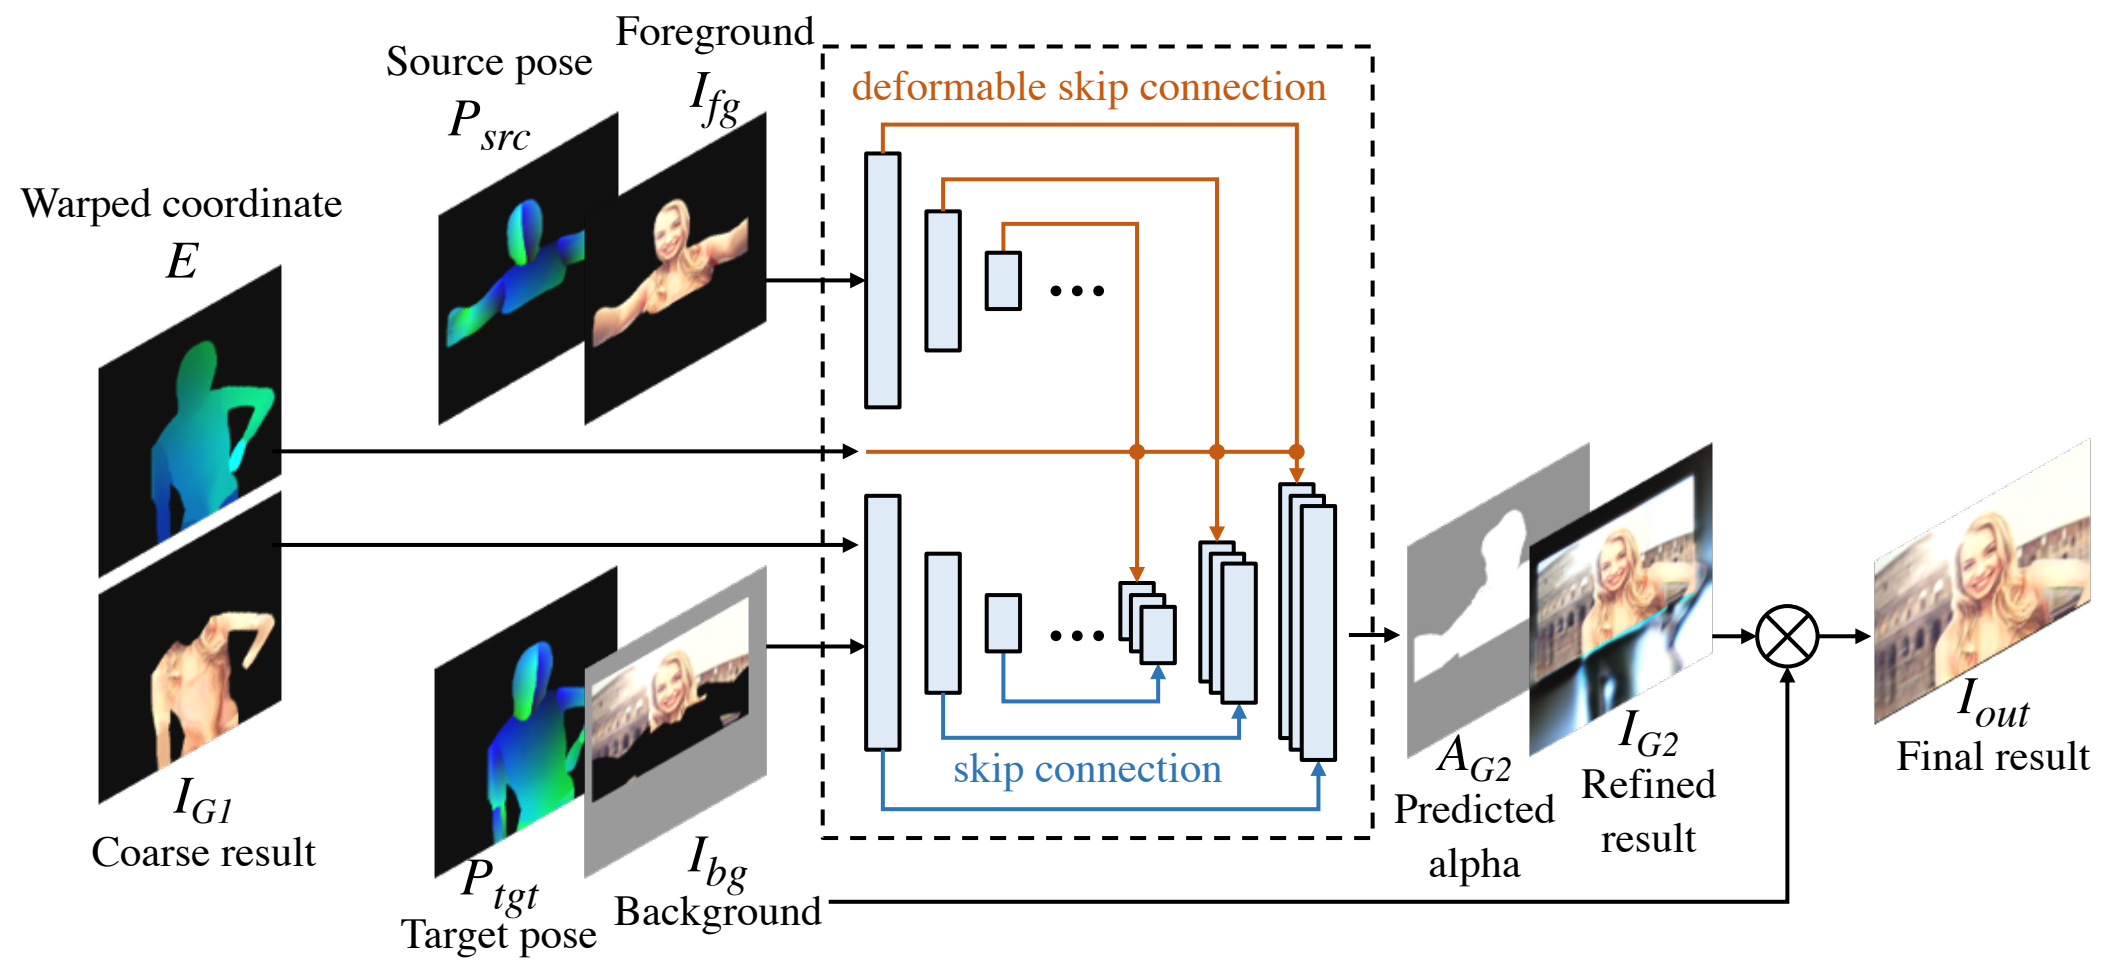 Foreground
I_fg
Source pose
P_src
deformable skip connection
Warped coordinate
E
I_G1
Coarse result
P_tgt
Target pose
I_bg
Background
skip connection
A_G2
Predicted
alpha
I_G2
Refined
result
I_out
Final result